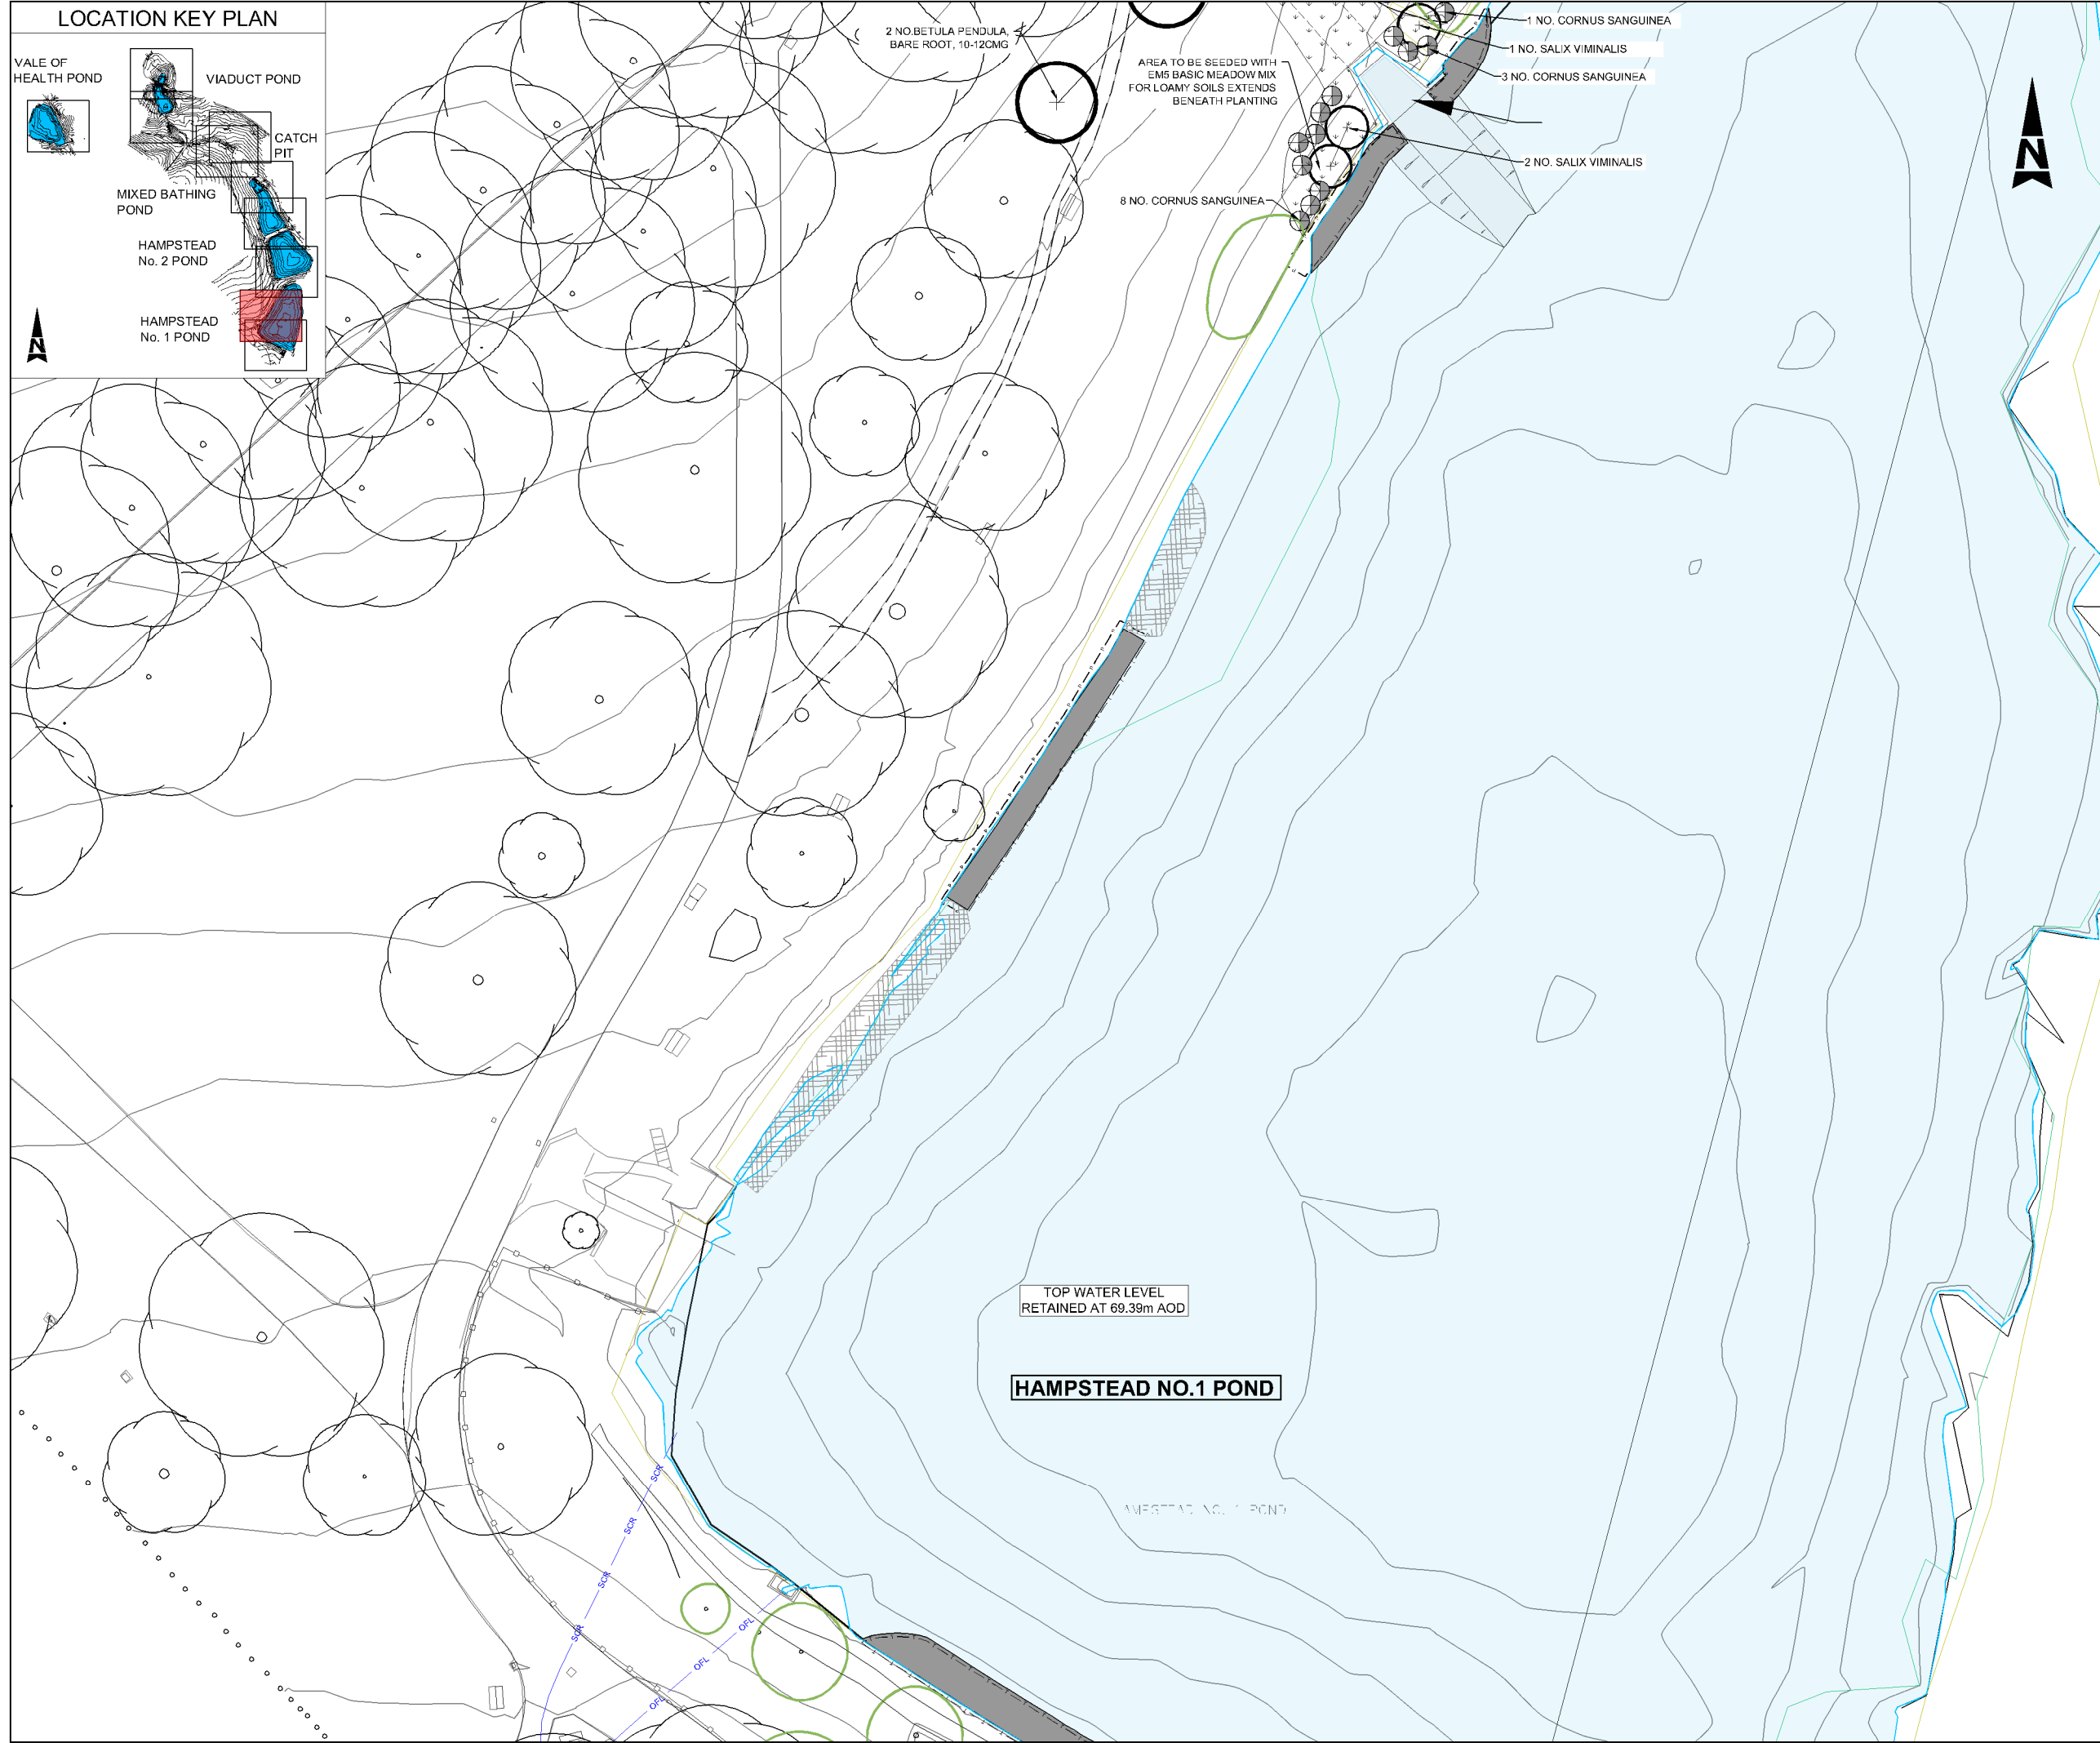 LOCATION KEY PLAN
VALE OF
HEALTH POND
VIADUCT POND
CATCH
PIT
MIXED BATHING
POND
HAMPSTEAD
No. 2 POND
HAMPSTEAD
No. 1 POND
N
2 NO.BETULA PENDULA,
BARE ROOT, 10-12CMG
AREA TO BE SEEDED WITH
EM5 BASIC MEADOW MIX
FOR LOAMY SOILS EXTENDS
BENEATH PLANTING
8 NO. CORNUS SANGUINEA
1 NO. CORNUS SANGUINEA
1 NO. SALIX VIMINALIS
3 NO. CORNUS SANGUINEA
2 NO. SALIX VIMINALIS
N
TOP WATER LEVEL
RETAINED AT 69.39m AOD
HAMPSTEAD NO.1 POND
SCR
SCR
SCR
SCR
OFL
OFL
OFL